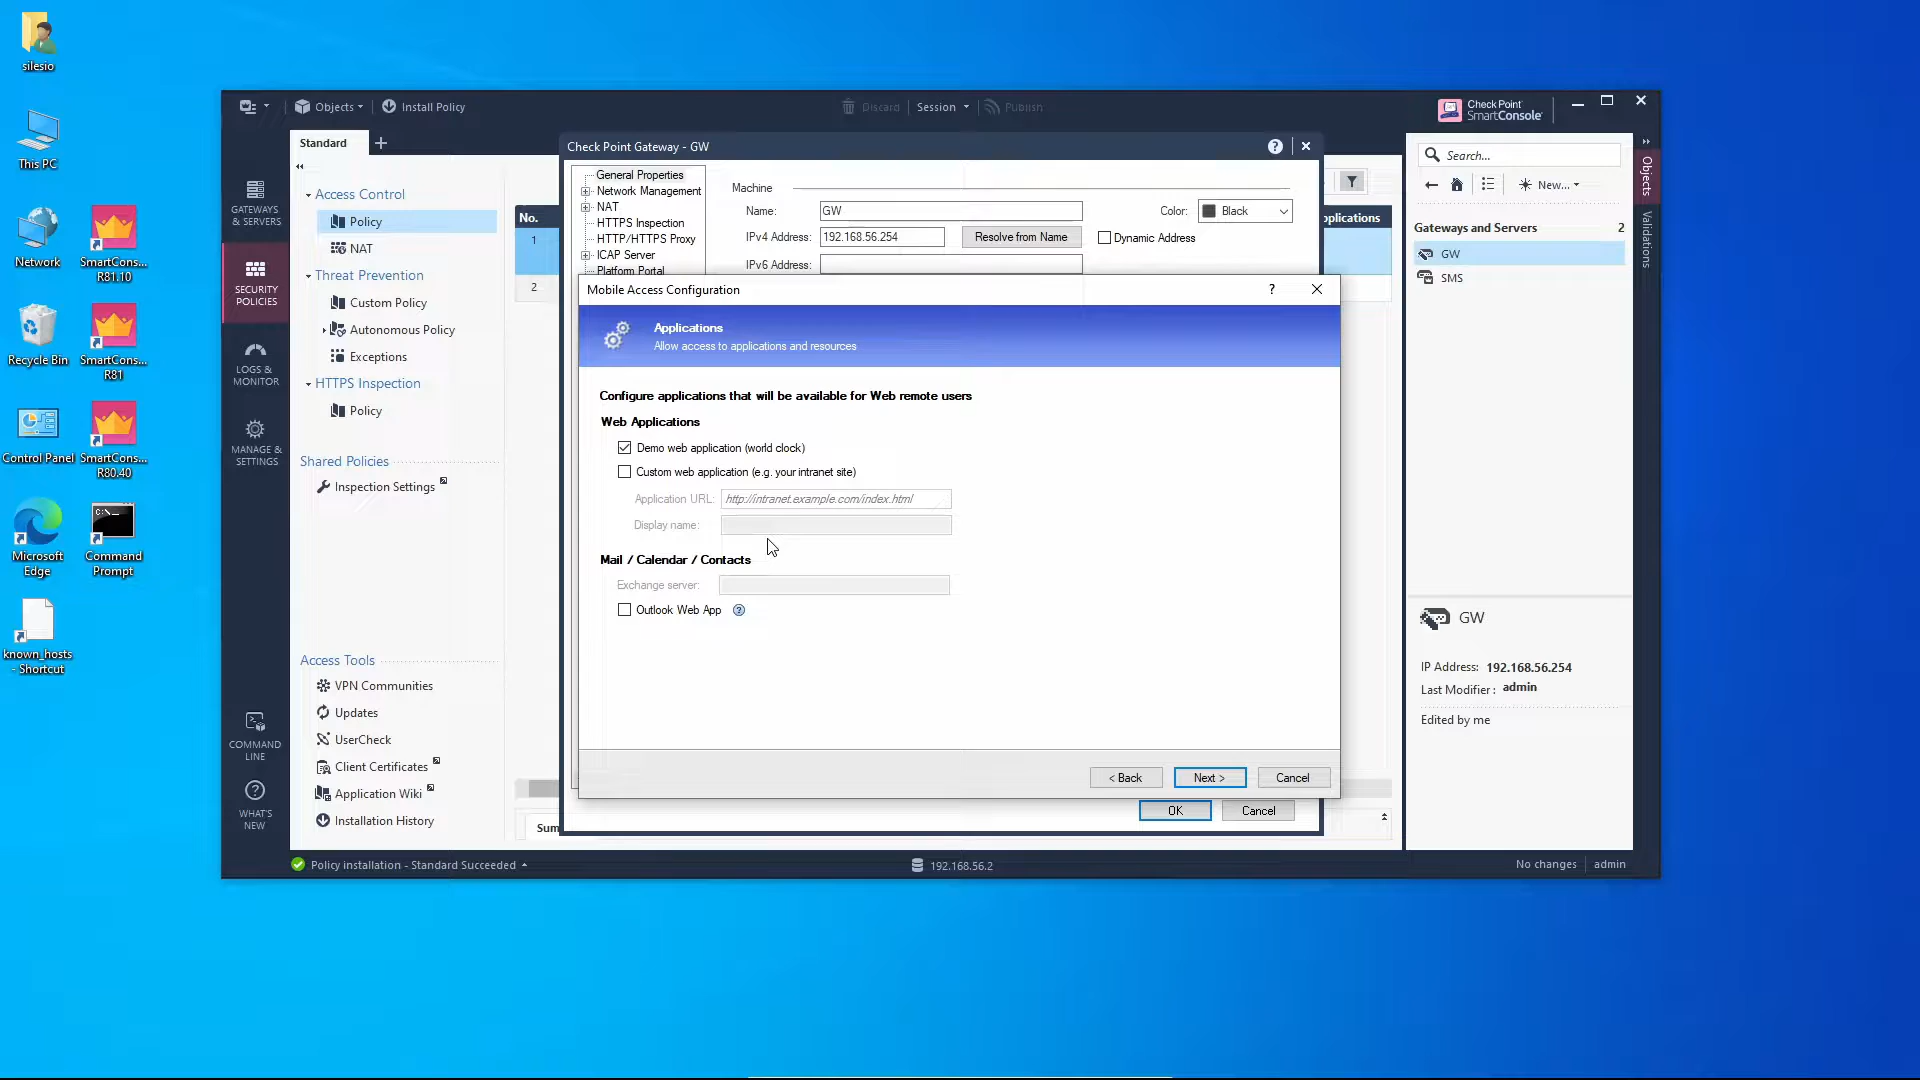 silesio
This PC
Network
Recycle Bin
Control Panel
Microsoft
Edge
known_hosts
- Shortcut
SmartCons...
R81.10
SmartCons...
R81
SmartCons...
R80.40
C:\>_
Command
Prompt
Objects
Install Policy
Discard
Session
Publish
Check Point
SmartConsole
GATEWAYS
& SERVERS
SECURITY
POLICIES
LOGS &
MONITOR
MANAGE &
SETTINGS
COMMAND
LINE
WHAT'S
NEW
Standard
Access Control
Policy
NAT
Threat Prevention
Custom Policy
Autonomous Policy
Exceptions
HTTPS Inspection
Policy
Shared Policies
Inspection Settings
Access Tools
VPN Communities
Updates
UserCheck
Client Certificates
Application Wiki
Installation History
No.
1
2
pplications
Sum
Check Point Gateway - GW
?
General Properties
Network Management
NAT
HTTPS Inspection
HTTP/HTTPS Proxy
ICAP Server
Platform Portal
Machine
Name: GW
Color: Black
IPv4 Address: 192.168.56.254 Resolve from Name Dynamic Address
IPv6 Address:
Mobile Access Configuration
?
Applications
Allow access to applications and resources
Configure applications that will be available for Web remote users
Web Applications
Demo web application (world clock)
Custom web application (e.g. your intranet site)
Application URL: http://intranet.example.com/index.html
Display name:
Mail / Calendar / Contacts
Exchange server:
Outlook Web App ?
< Back Next > Cancel
OK Cancel
Search...
New...
Gateways and Servers 2
GW
SMS
Objects
Validations
GW
IP Address: 192.168.56.254
Last Modifier : admin
Edited by me
Policy installation - Standard Succeeded
192.168.56.2
No changes admin